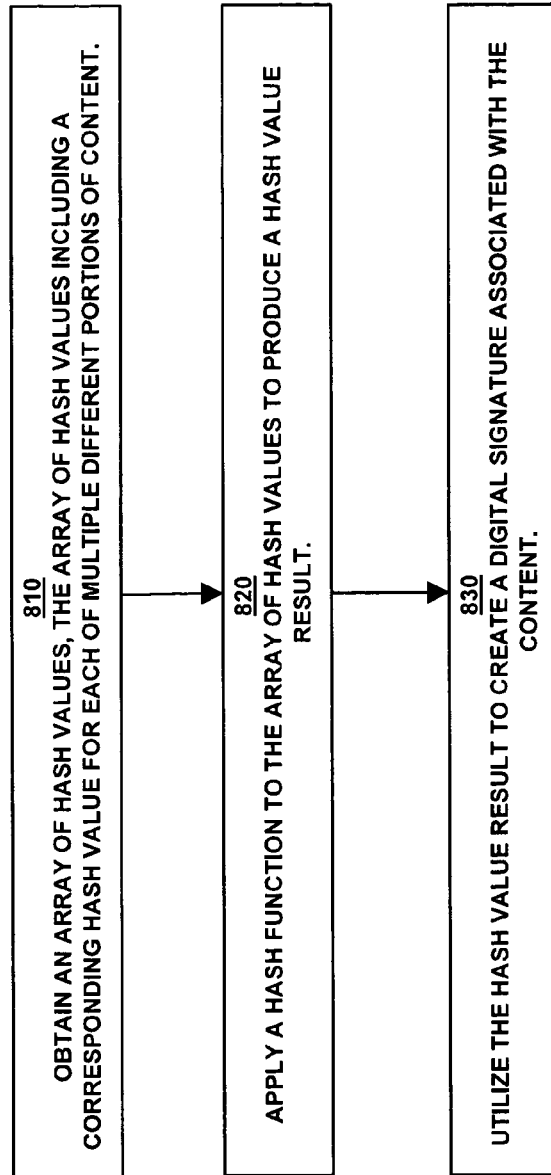 810
OBTAIN AN ARRAY OF HASH VALUES, THE ARRAY OF HASH VALUES INCLUDING A
CORRESPONDING HASH VALUE FOR EACH OF MULTIPLE DIFFERENT PORTIONS OF CONTENT.
820
APPLY A HASH FUNCTION TO THE ARRAY OF HASH VALUES TO PRODUCE A HASH VALUE
RESULT.
830
UTILIZE THE HASH VALUE RESULT TO CREATE A DIGITAL SIGNATURE ASSOCIATED WITH THE
CONTENT.